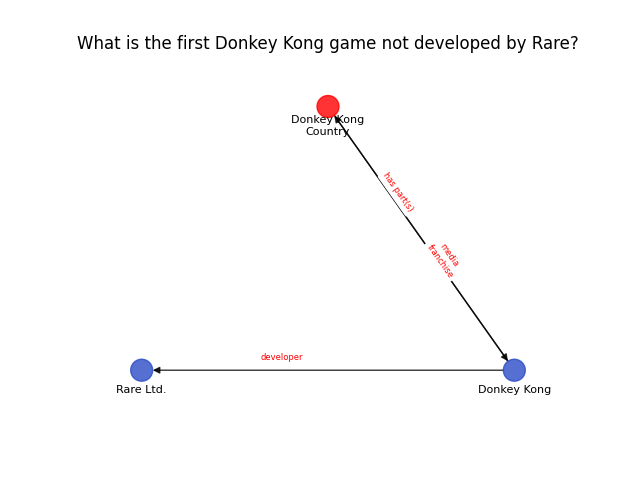 What is the first Donkey Kong game not developed by Rare?
Donkey Kong
Country
has part(s)
media
franchise
developer
Rare Ltd.
Donkey Kong